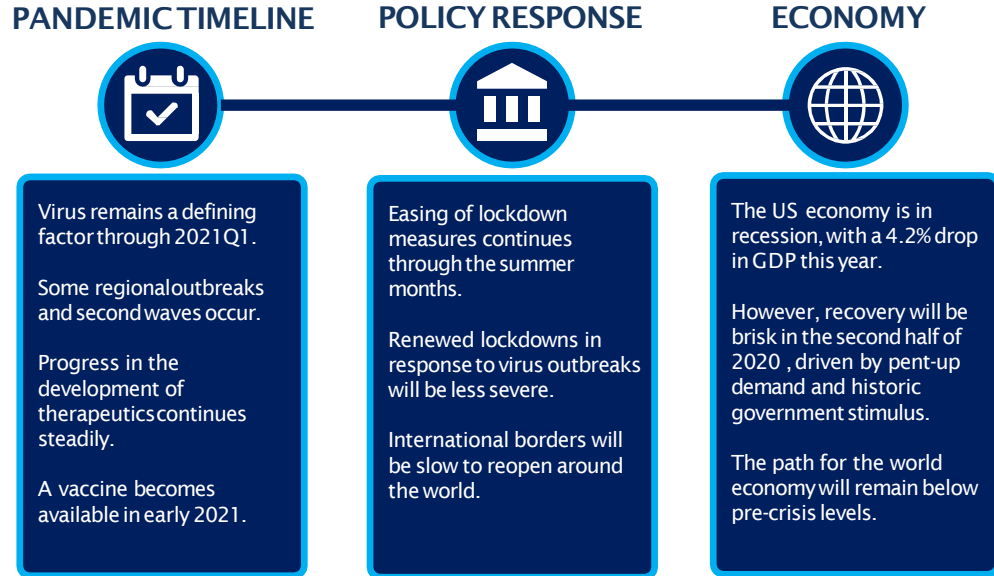 PANDEMIC TIMELINE
Virus remains a defining
factor through 2021Q1.
Some regional outbreaks
and second waves occur.
Progress in the
development of
therapeutics continues
steadily.
A vaccine becomes
available in early 2021.
POLICY RESPONSE
Easing of lockdown
measures continues
through the summer
months.
Renewed lockdowns in
response to virus outbreaks
will be less severe.
International borders will
be slow to reopen around
the world.
ECONOMY
The US economy is in
recession, with a 4.2% drop
in GDP this year.
However, recovery will be
brisk in the second half of
2020 , driven by pent-up
demand and historic
government stimulus.
The path for the world
economy will remain below
pre-crisis levels.